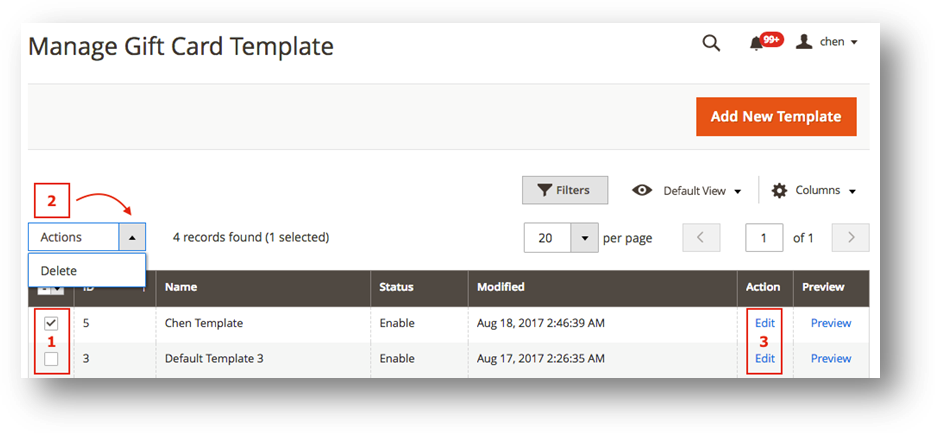 Manage Gift Card Template
99+
chen
Add New Template
2
Filters
Default View
Columns
Actions
4 records found (1 selected)
20
per page
1
of 1
Delete
ID
Name
Status
Modified
Action
Preview
5
Chen Template
Enable
Aug 18, 2017 2:46:39 AM
Edit
Preview
1
3
3
Default Template 3
Enable
Aug 17, 2017 2:26:35 AM
Edit
Preview